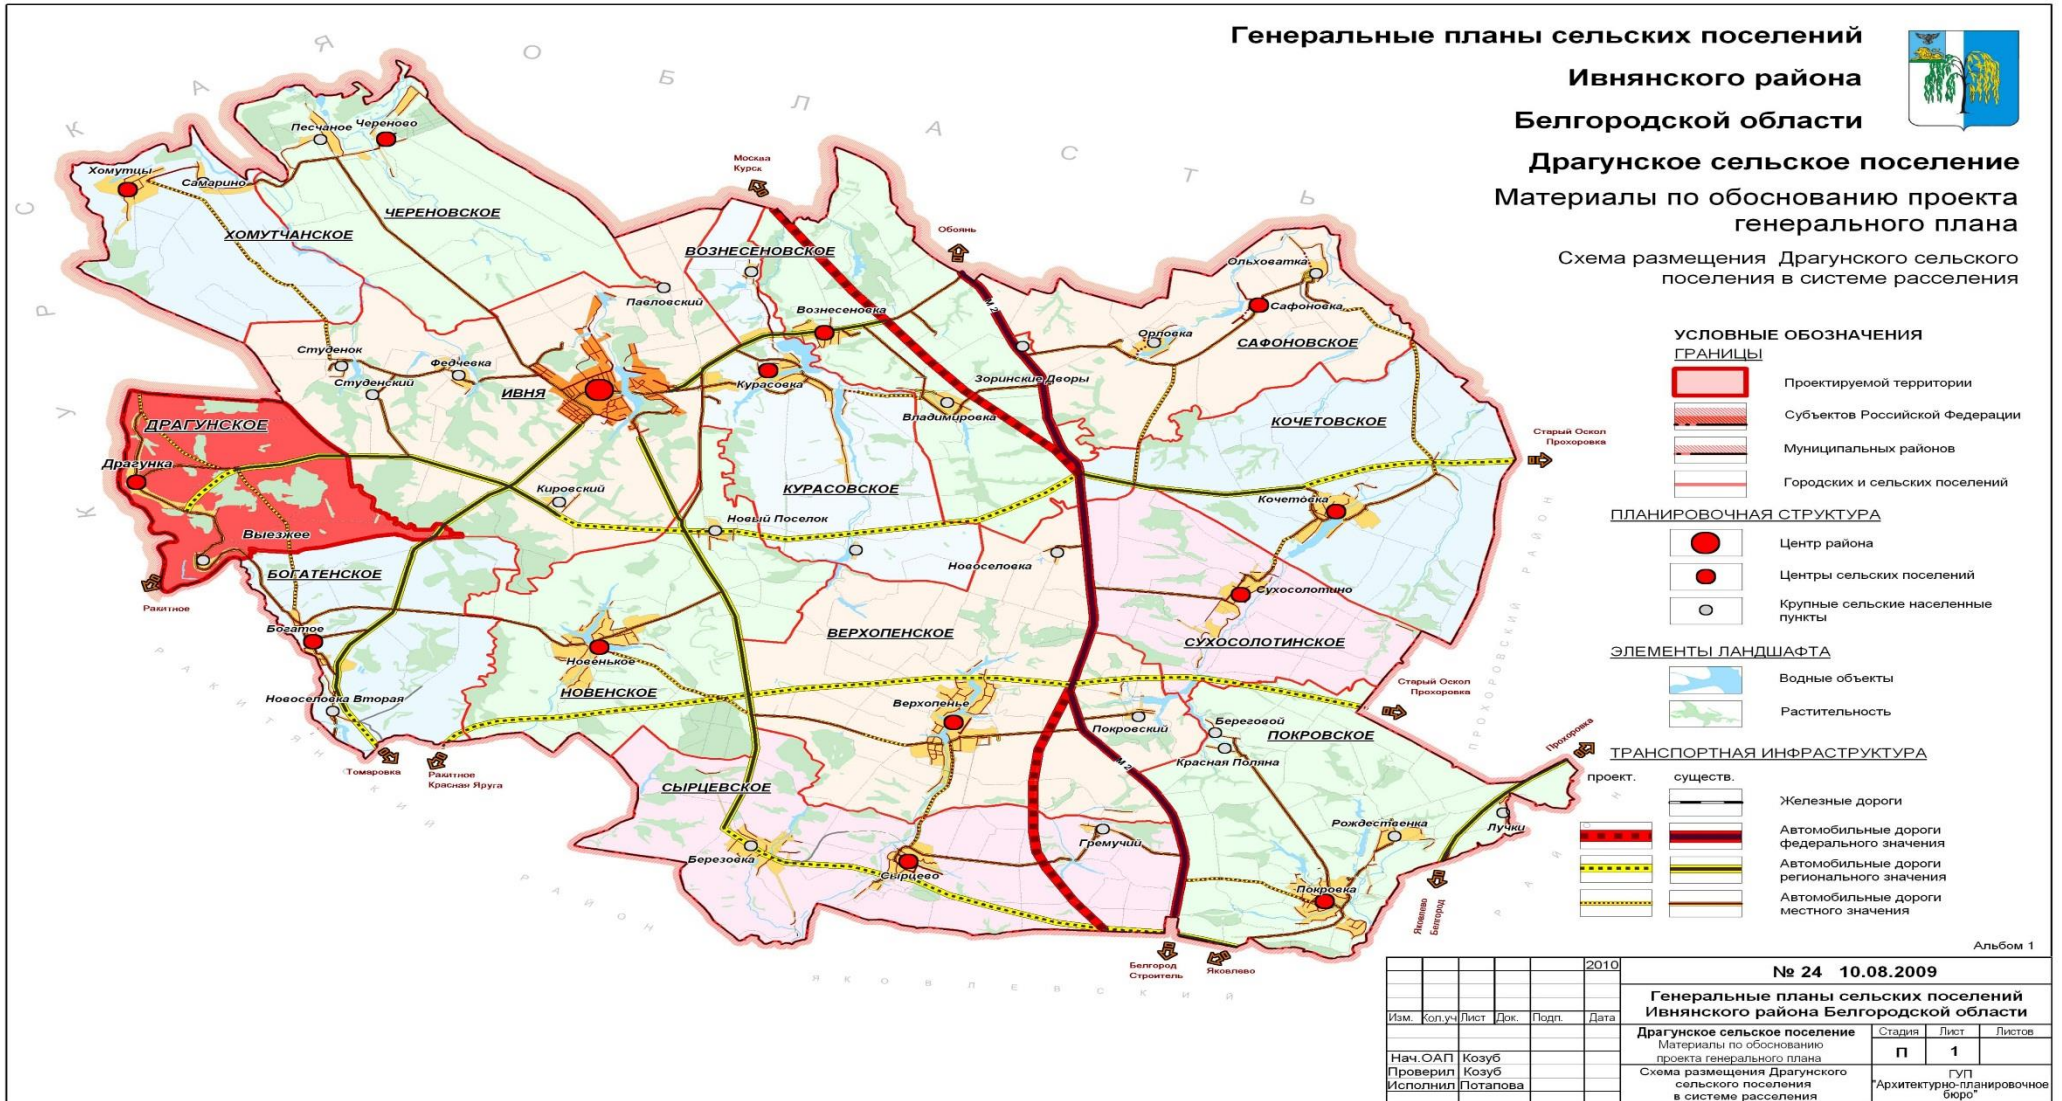 Генеральные планы сельских поселений
Ивнянского района
Белгородской области
Драгунское сельское поселение
Материалы по обоснованию проекта
генерального плана
Схема размещения Драгунского сельского
поселения в системе расселения
К У Р С К А Я О Б Л А С Т Ь
Москва
Курск
Обоянь
Песчаное
Череново
Хомутцы
Самарино
ЧЕРЕНОВСКОЕ
ХОМУТЧАНСКОЕ
ВОЗНЕСЕНОВСКОЕ
Павловский
Вознесеновка
М 2
Ольховатка
Сафоновка
Орловка
САФОНОВСКОЕ
Студенок
Федчевка
Студенский
ИВНЯ
Курасовка
Зоринские Дворы
Владимировка
КОЧЕТОВСКОЕ
Старый Оскол
Прохоровка
ДРАГУНСКОЕ
Драгунка
Кировский
КУРАСОВСКОЕ
Новый Поселок
Кочетовка
Выезжее
БОГАТЕНСКОЕ
Новоселовка
Ракитное
Сухосолотино
СУХОСОЛОТИНСКОЕ
ВЕРХОПЕНСКОЕ
Богатое
Новенькое
НОВЕНСКОЕ
Новоселовка Вторая
Верхопенье
Старый Оскол
Прохоровка
Покровский
Береговой
ПОКРОВСКОЕ
Красная Поляна
М 2
Прохоровка
Томаровка
Ракитное
Красная Яруга
СЫРЦЕВСКОЕ
Березовка
Сырцево
Гремучий
Рождественка
Лучки
Покровка
Яковлево
Белгород
Белгород
Строитель
Яковлево
Р А К И Т Я Н С К И Й Р А Й О Н
Я К О В Л Е В С К И Й Р А Й О Н
ПРОХОРОВСКИЙ РАЙОН
УСЛОВНЫЕ ОБОЗНАЧЕНИЯ
ГРАНИЦЫ
Проектируемой территории
Субъектов Российской Федерации
Муниципальных районов
Городских и сельских поселений
ПЛАНИРОВОЧНАЯ СТРУКТУРА
Центр района
Центры сельских поселений
Крупные сельские населенные
пункты
ЭЛЕМЕНТЫ ЛАНДШАФТА
Водные объекты
Растительность
ТРАНСПОРТНАЯ ИНФРАСТРУКТУРА
проект. существ.
Железные дороги
Автомобильные дороги
федерального значения
Автомобильные дороги
регионального значения
Автомобильные дороги
местного значения
Альбом 1
2010
№ 24 10.08.2009
Генеральные планы сельских поселений
Ивнянского района Белгородской области
Изм. Кол.уч Лист Док. Подп. Дата
Драгунское сельское поселение
Материалы по обоснованию
проекта генерального плана
Стадия Лист Листов
П 1
Нач.ОАП Козуб
Проверил Козуб
Исполнил Потапова
Схема размещения Драгунского
сельского поселения
в системе расселения
ГУП
"Архитектурно-планировочное
бюро"